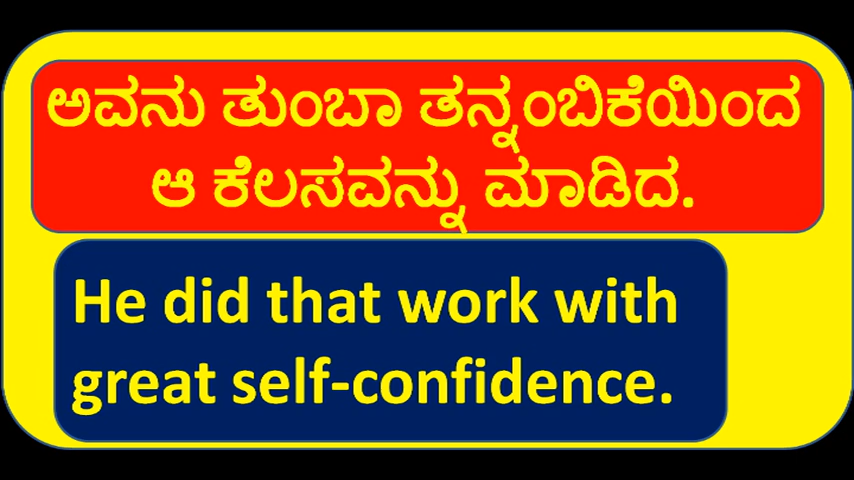 ಅವನು ತುಂಬಾ ತನ್ನಂಬಿಕೆಯಿಂದ
ಆ ಕೆಲಸವನ್ನು ಮಾಡಿದ.
He did that work with
great self-confidence.